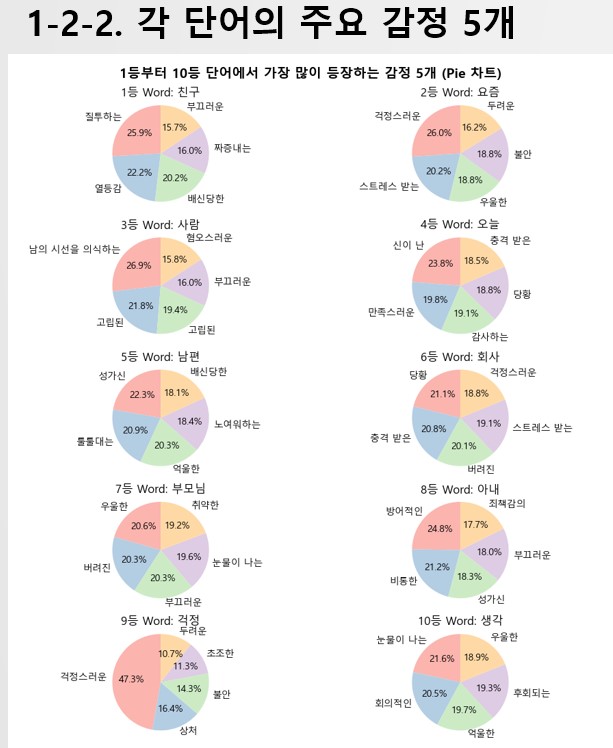 1-2-2. 각 단어의 주요 감정 5개
1등부터 10등 단어에서 가장 많이 등장하는 감정 5개 (Pie 차트)
1등 Word: 친구
부끄러운
질투하는
15.7%
25.9%
16.0%
짜증내는
22.2%
20.2%
열등감
배신당한
2등 Word: 요즘
두려운
걱정스러운
16.2%
26.0%
18.8%
불안
20.2%
18.8%
스트레스 받는
우울한
3등 Word: 사람
혐오스러운
남의 시선을 의식하는
15.8%
26.9%
16.0%
부끄러운
21.8%
19.4%
고립된
고립된
4등 Word: 오늘
충격 받은
신이 난
18.5%
23.8%
18.8%
당황
19.8%
19.1%
만족스러운
감사하는
5등 Word: 남편
배신당한
성가신
18.1%
22.3%
18.4%
노여워하는
20.9%
20.3%
툴툴대는
억울한
6등 Word: 회사
걱정스러운
당황
18.8%
21.1%
19.1%
스트레스 받는
20.8%
20.1%
충격 받은
버려진
7등 Word: 부모님
취약한
우울한
19.2%
20.6%
19.6%
눈물이 나는
20.3%
20.3%
버려진
부끄러운
8등 Word: 아내
죄책감의
방어적인
17.7%
24.8%
18.0%
부끄러운
21.2%
18.3%
비통한
성가신
9등 Word: 걱정
두려운
10.7%
초조한
11.3%
걱정스러운
47.3%
14.3%
불안
16.4%
상처
10등 Word: 생각
우울한
눈물이 나는
18.9%
21.6%
19.3%
후회되는
20.5%
19.7%
회의적인
억울한